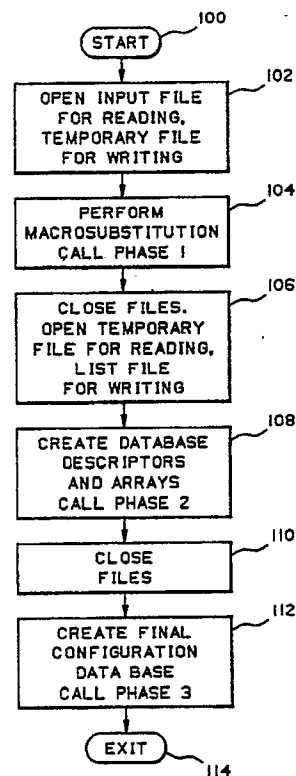 START
100
OPEN INPUT FILE
FOR READING,
TEMPORARY FILE
FOR WRITING
102
PERFORM
MACROSUBSTITUTION
CALL PHASE 1
104
CLOSE FILES.
OPEN TEMPORARY
FILE FOR READING,
LIST FILE
FOR WRITING
106
CREATE DATABASE
DESCRIPTORS
AND ARRAYS
CALL PHASE 2
108
CLOSE
FILES
110
CREATE FINAL
CONFIGURATION
DATA BASE
CALL PHASE 3
112
EXIT
114